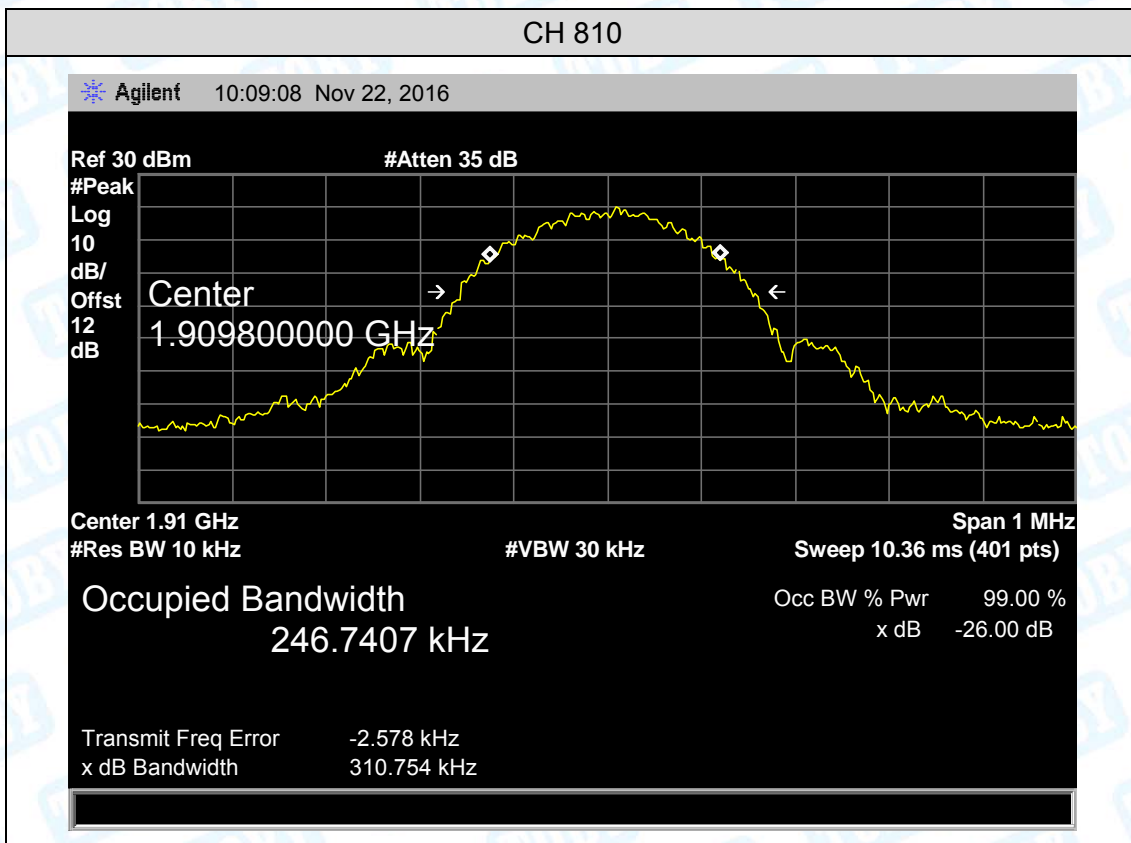 CH 810
Agilent 10:09:08 Nov 22, 2016
Ref 30 dBm #Atten 35 dB
#Peak
Log
10
dB/
Offst
12
dB
Center
1.909800000 GHz
Center 1.91 GHz Span 1 MHz
#Res BW 10 kHz #VBW 30 kHz Sweep 10.36 ms (401 pts)
Occupied Bandwidth
246.7407 kHz
Occ BW % Pwr 99.00 %
x dB -26.00 dB
Transmit Freq Error -2.578 kHz
x dB Bandwidth 310.754 kHz